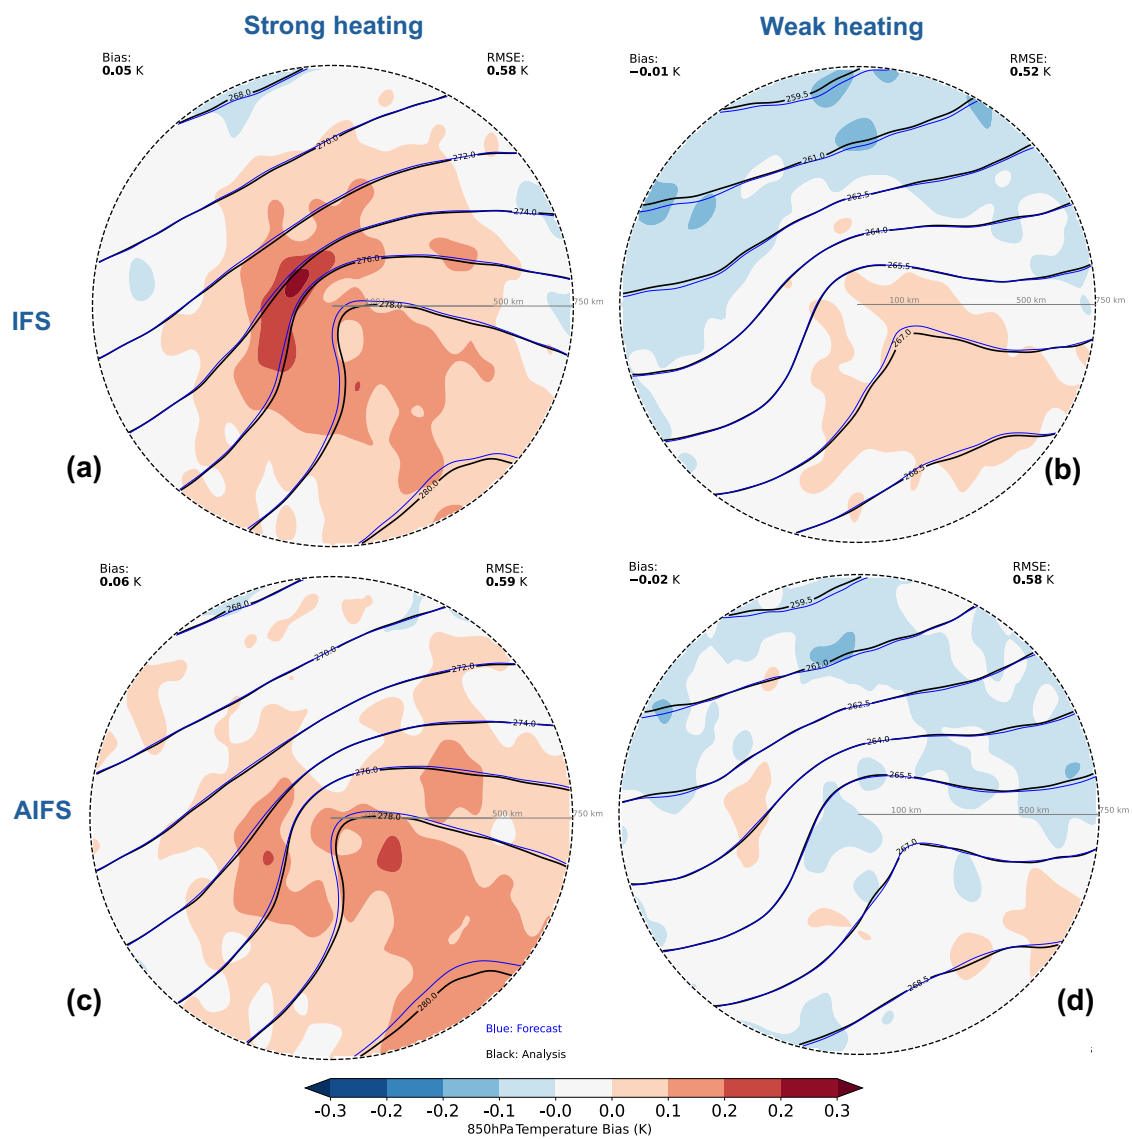 Strong heating
Weak heating
Bias:
0.05 K
RMSE:
0.58 K
Bias:
−0.01 K
RMSE:
0.52 K
268.0
270.0
272.0
274.0
276.0
278.0
280.0
500 km
750 km
259.5
261.0
262.5
264.0
265.5
267.0
268.5
100 km
500 km
750 km
IFS
(a)
(b)
Bias:
0.06 K
RMSE:
0.59 K
Bias:
−0.02 K
RMSE:
0.58 K
268.0
270.0
272.0
274.0
276.0
278.0
280.0
500 km
750 km
259.5
261.0
262.5
264.0
265.5
267.0
268.5
100 km
500 km
750 km
AIFS
(c)
(d)
Blue: Forecast
Black: Analysis
-0.3 -0.2 -0.2 -0.1 -0.0 0.0 0.1 0.2 0.2 0.3
850hPa Temperature Bias (K)